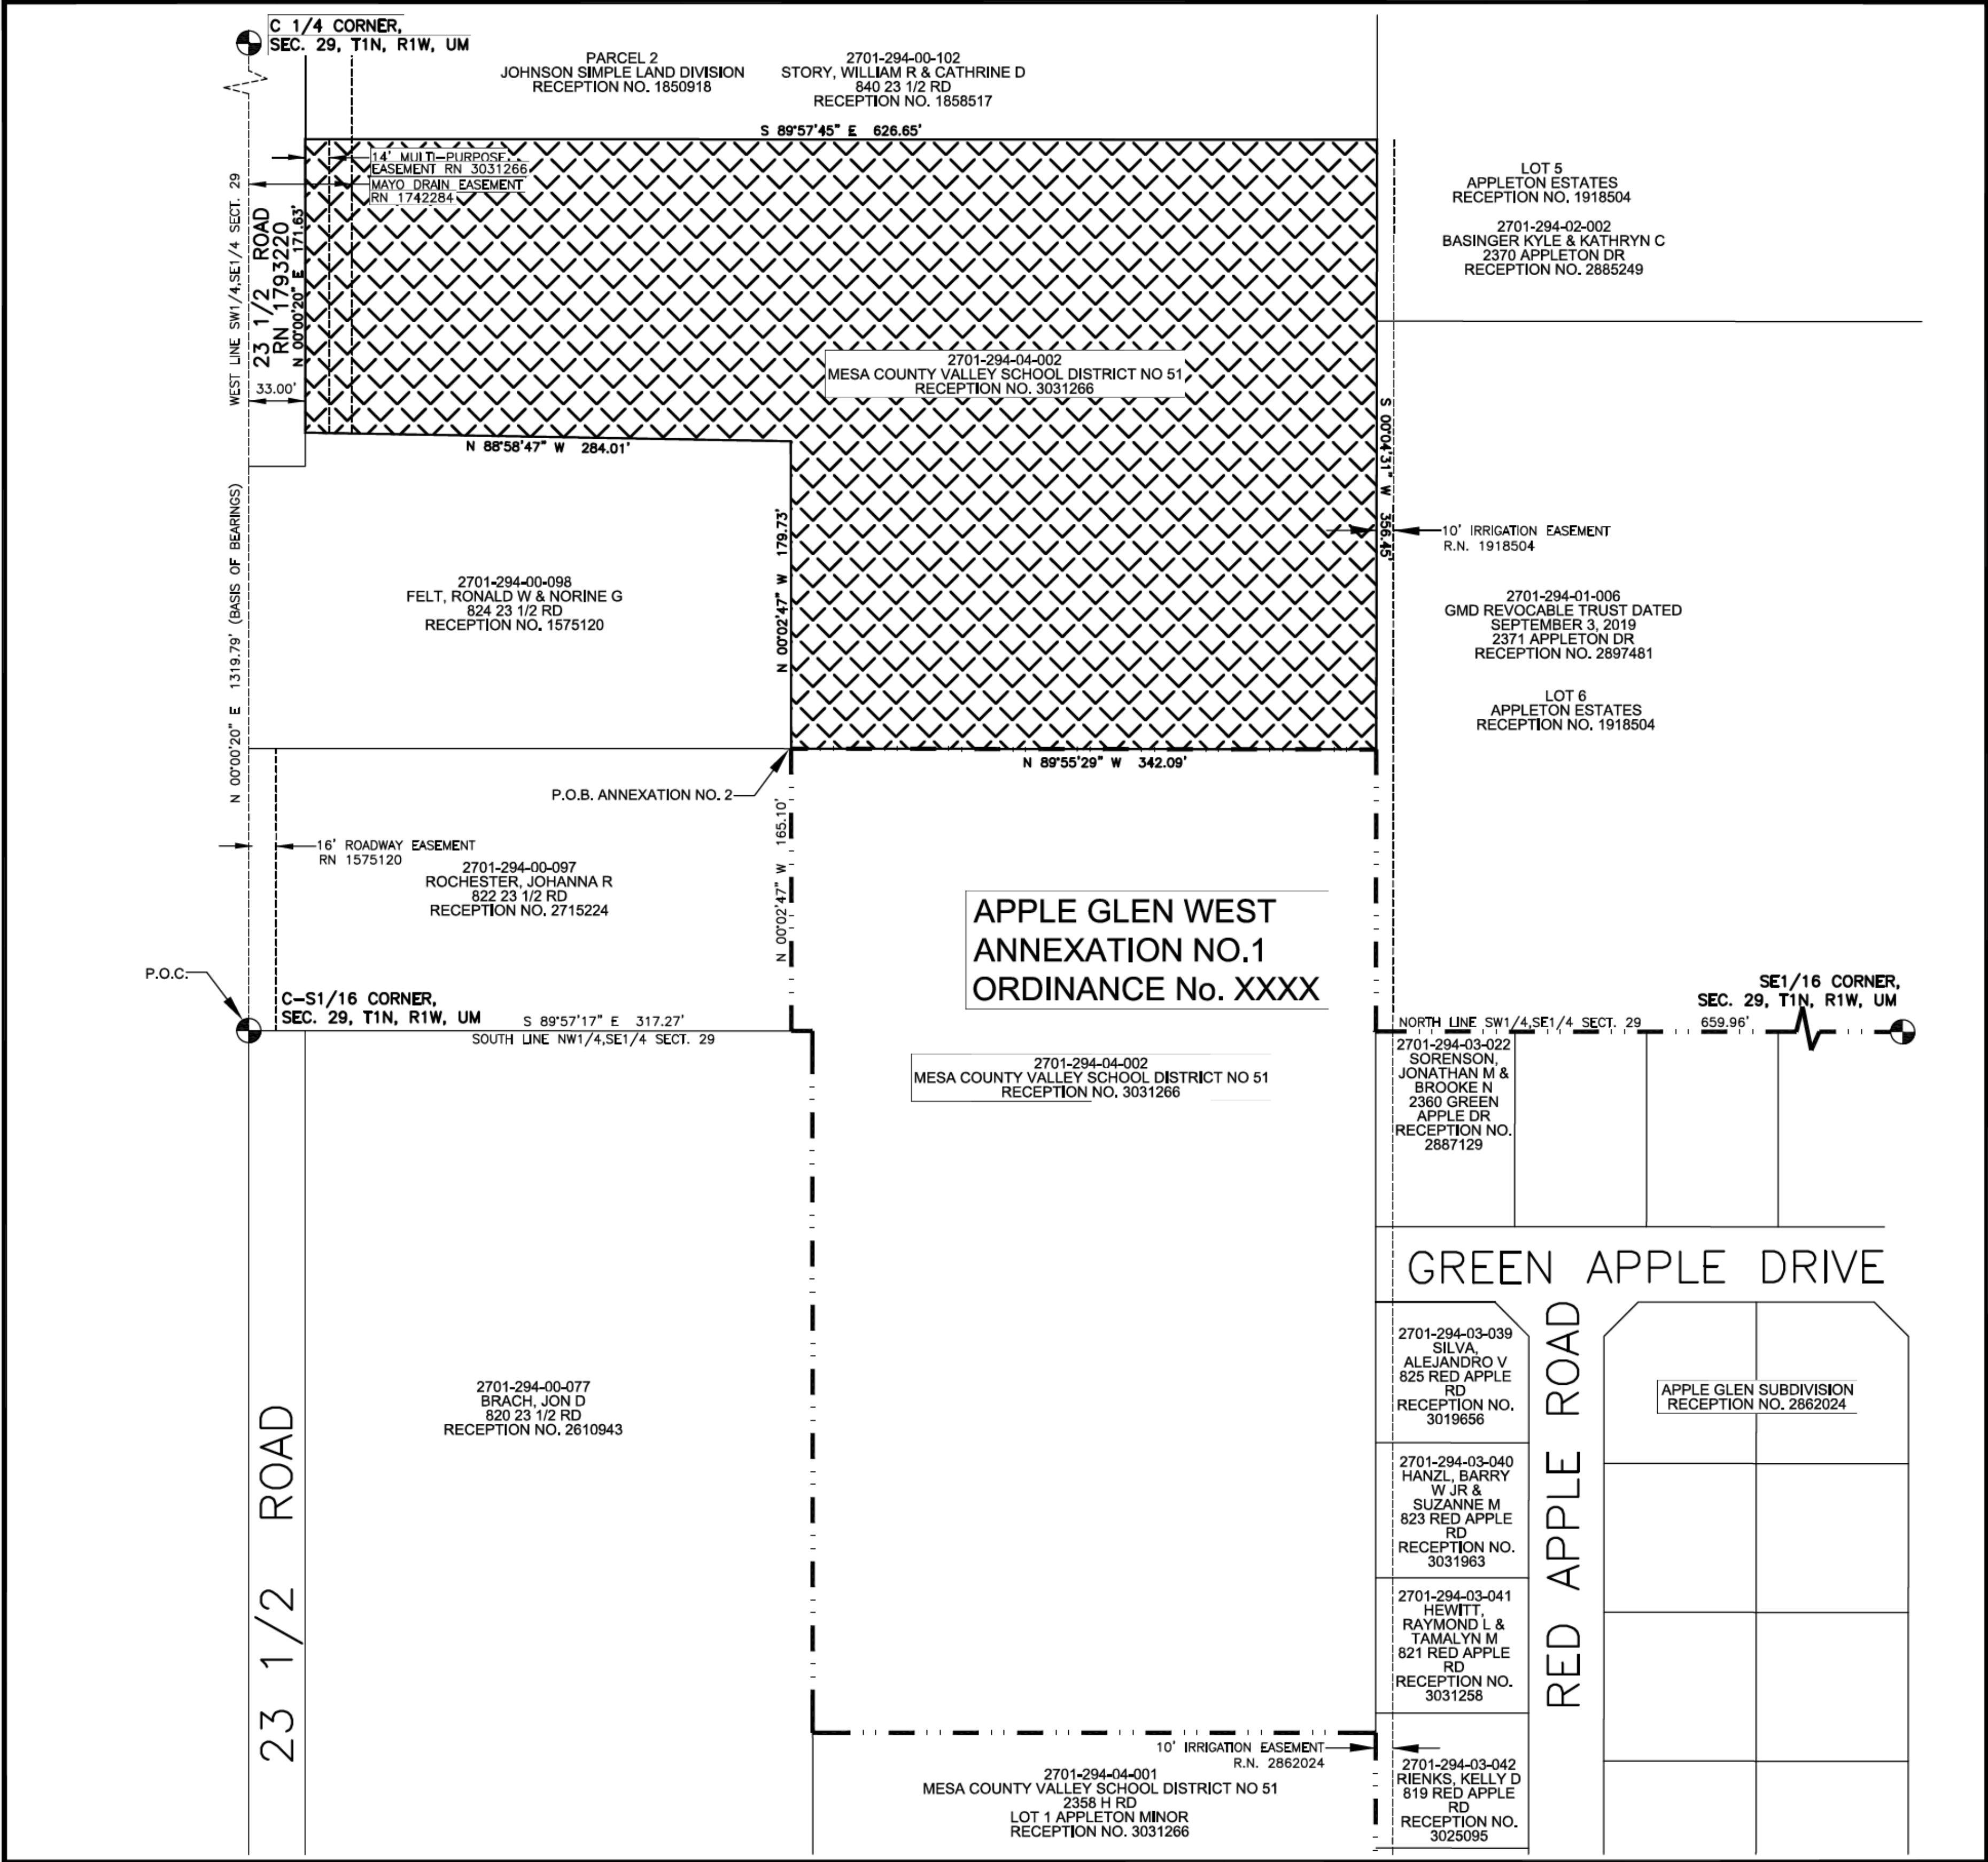 C 1/4 CORNER,
SEC. 29, T1N, R1W, UM
PARCEL 2
JOHNSON SIMPLE LAND DIVISION
RECEPTION NO. 1850918
2701-294-00-102
STORY, WILLIAM R & CATHRINE D
840 23 1/2 RD
RECEPTION NO. 1858517
S 89°57'45" E 626.65'
14' MULTI-PURPOSE
EASEMENT RN 3031266
MAYO DRAIN EASEMENT
RN 1742284
WEST LINE SW1/4,SE1/4 SECT. 29
23 1/2 ROAD
RN 1793220
N 00°00'20" E 171.63'
33.00'
LOT 5
APPLETON ESTATES
RECEPTION NO. 1918504
2701-294-02-002
BASINGER KYLE & KATHRYN C
2370 APPLETON DR
RECEPTION NO. 2885249
2701-294-04-002
MESA COUNTY VALLEY SCHOOL DISTRICT NO 51
RECEPTION NO. 3031266
S 00°04'31" W 356.45'
N 88°58'47" W 284.01'
N 00°00'20" E 1319.79' (BASIS OF BEARINGS)
N 00°02'47" W 179.73'
10' IRRIGATION EASEMENT
R.N. 1918504
2701-294-00-098
FELT, RONALD W & NORINE G
824 23 1/2 RD
RECEPTION NO. 1575120
2701-294-01-006
GMD REVOCABLE TRUST DATED
SEPTEMBER 3, 2019
2371 APPLETON DR
RECEPTION NO. 2897481
LOT 6
APPLETON ESTATES
RECEPTION NO. 1918504
N 89°55'29" W 342.09'
P.O.B. ANNEXATION NO. 2
N 00°02'47" W 165.10'
16' ROADWAY EASEMENT
RN 1575120
2701-294-00-097
ROCHESTER, JOHANNA R
822 23 1/2 RD
RECEPTION NO. 2715224
APPLE GLEN WEST
ANNEXATION NO.1
ORDINANCE No. XXXX
P.O.C.
C-S1/16 CORNER,
SEC. 29, T1N, R1W, UM
S 89°57'17" E 317.27'
SOUTH LINE NW1/4,SE1/4 SECT. 29
SE1/16 CORNER,
SEC. 29, T1N, R1W, UM
NORTH LINE SW1/4,SE1/4 SECT. 29
659.96'
2701-294-04-002
MESA COUNTY VALLEY SCHOOL DISTRICT NO 51
RECEPTION NO. 3031266
2701-294-03-022
SORENSON,
JONATHAN M &
BROOKE N
2360 GREEN
APPLE DR
RECEPTION NO.
2887129
GREEN APPLE DRIVE
2701-294-03-039
SILVA,
ALEJANDRO V
825 RED APPLE
RD
RECEPTION NO.
3019656
RED APPLE ROAD
APPLE GLEN SUBDIVISION
RECEPTION NO. 2862024
2701-294-00-077
BRACH, JON D
820 23 1/2 RD
RECEPTION NO. 2610943
23 1/2 ROAD
2701-294-03-040
HANZL, BARRY
W JR &
SUZANNE M
823 RED APPLE
RD
RECEPTION NO.
3031963
2701-294-03-041
HEWITT,
RAYMOND L &
TAMALYN M
821 RED APPLE
RD
RECEPTION NO.
3031258
10' IRRIGATION EASEMENT
R.N. 2862024
2701-294-04-001
MESA COUNTY VALLEY SCHOOL DISTRICT NO 51
2358 H RD
LOT 1 APPLETON MINOR
RECEPTION NO. 3031266
2701-294-03-042
RIENKS, KELLY D
819 RED APPLE
RD
RECEPTION NO.
3025095